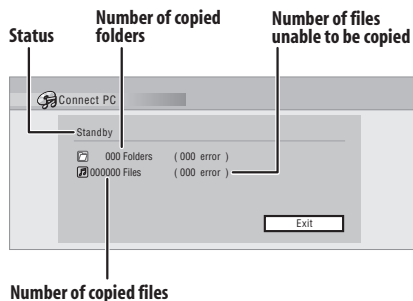 Number of copied
folders
Number of files
unable to be copied
Status
Connect PC
Standby
000 Folders ( 000 error )
000000 Files ( 000 error )
Exit
Number of copied files